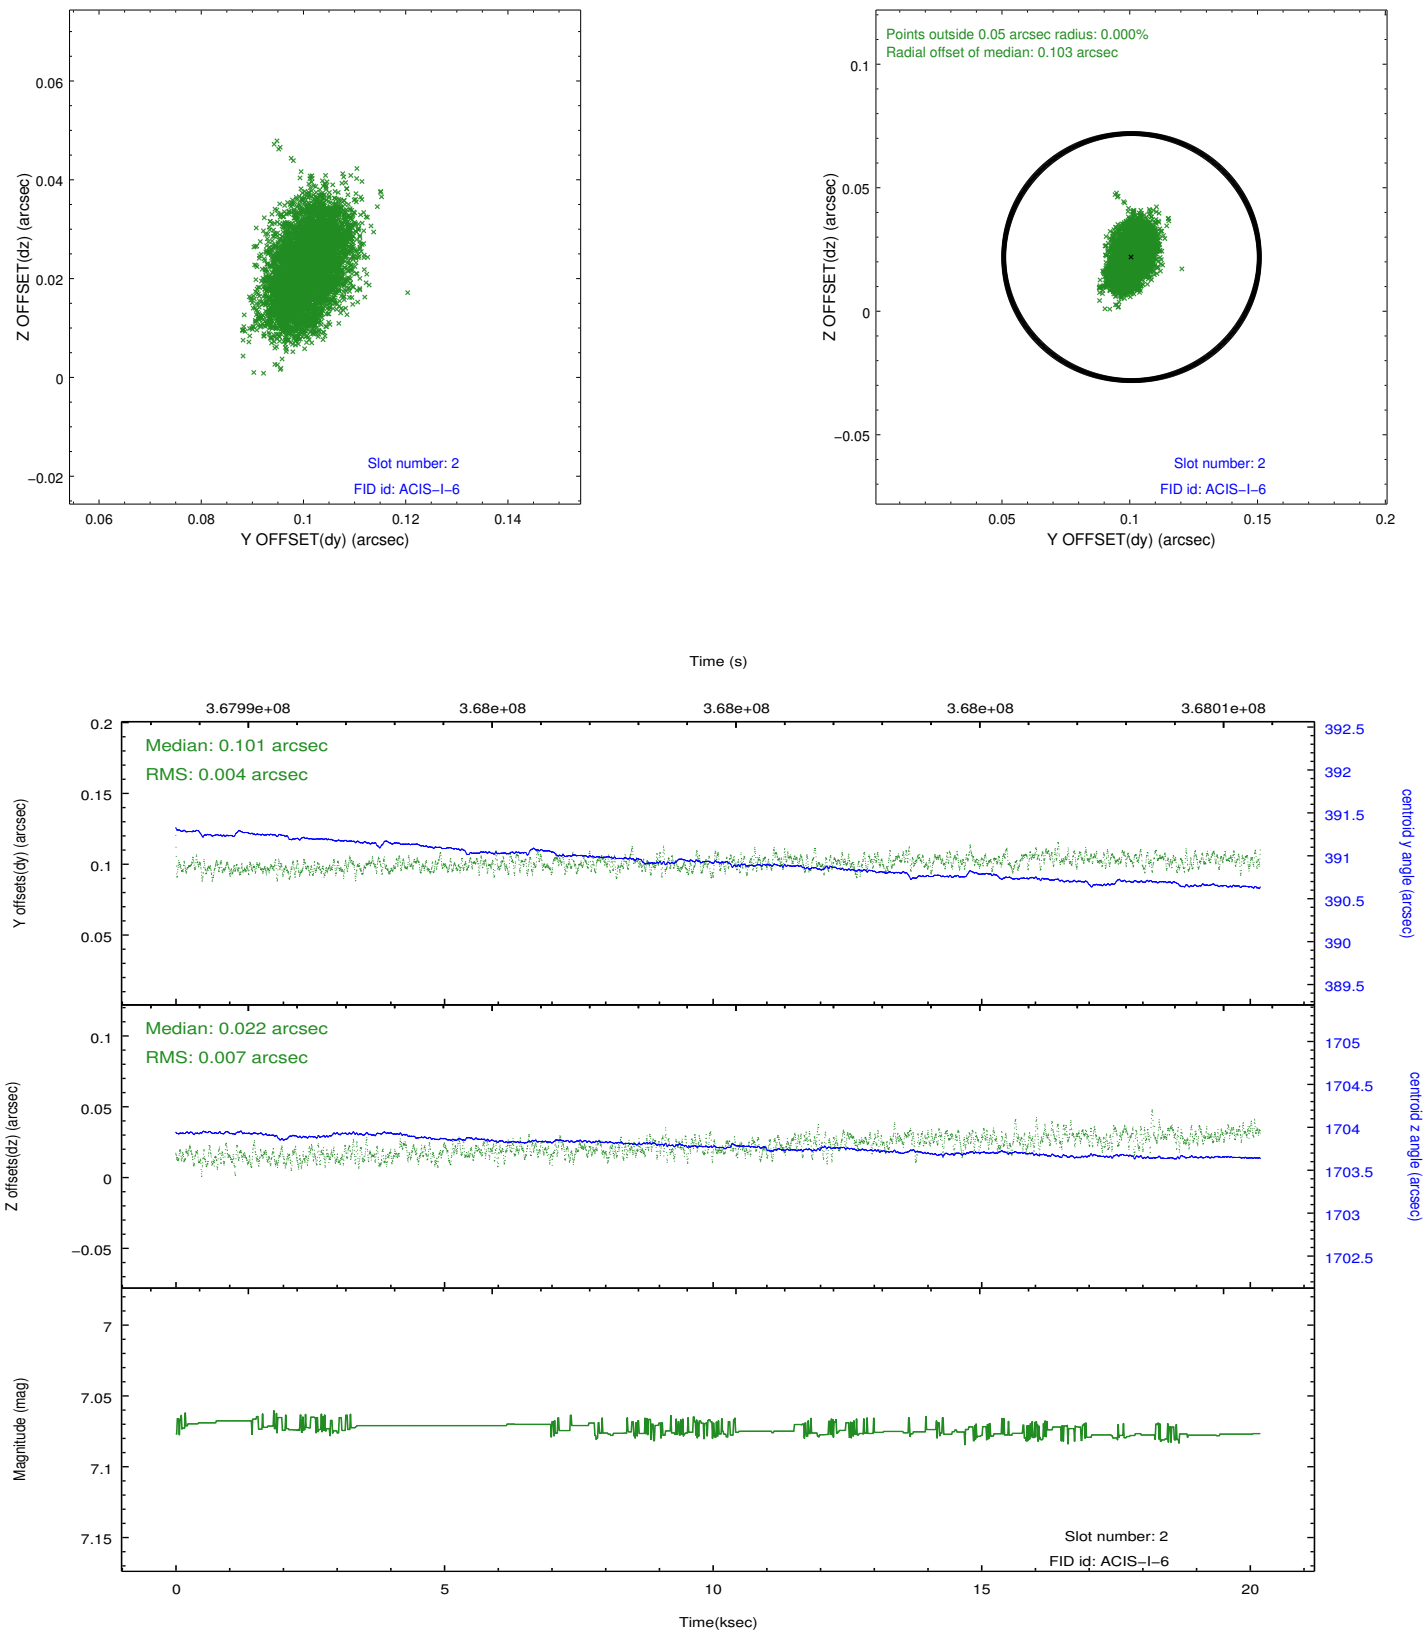 0.06
0.04
0.02
0
−0.02
Z OFFSET(dz) (arcsec)
Slot number: 2
FID id: ACIS−I−6
0.06 0.08 0.1 0.12 0.14
Y OFFSET(dy) (arcsec)
Points outside 0.05 arcsec radius: 0.000%
Radial offset of median: 0.103 arcsec
0.1
0.05
0
−0.05
Z OFFSET(dz) (arcsec)
Slot number: 2
FID id: ACIS−I−6
0.05 0.1 0.15 0.2
Y OFFSET(dy) (arcsec)
Time (s)
3.6799e+08 3.68e+08 3.68e+08 3.68e+08 3.6801e+08
Median: 0.101 arcsec
RMS: 0.004 arcsec
0.2
0.15
0.1
0.05
Y offsets(dy) (arcsec)
392.5
392
391.5
391
390.5
390
389.5
centroid y angle (arcsec)
Median: 0.022 arcsec
RMS: 0.007 arcsec
0.1
0.05
0
−0.05
Z offsets(dz) (arcsec)
1705
1704.5
1704
1703.5
1703
1702.5
centroid z angle (arcsec)
7
7.05
7.1
7.15
Magnitude (mag)
Slot number: 2
FID id: ACIS−I−6
0 5 10 15 20
Time(ksec)